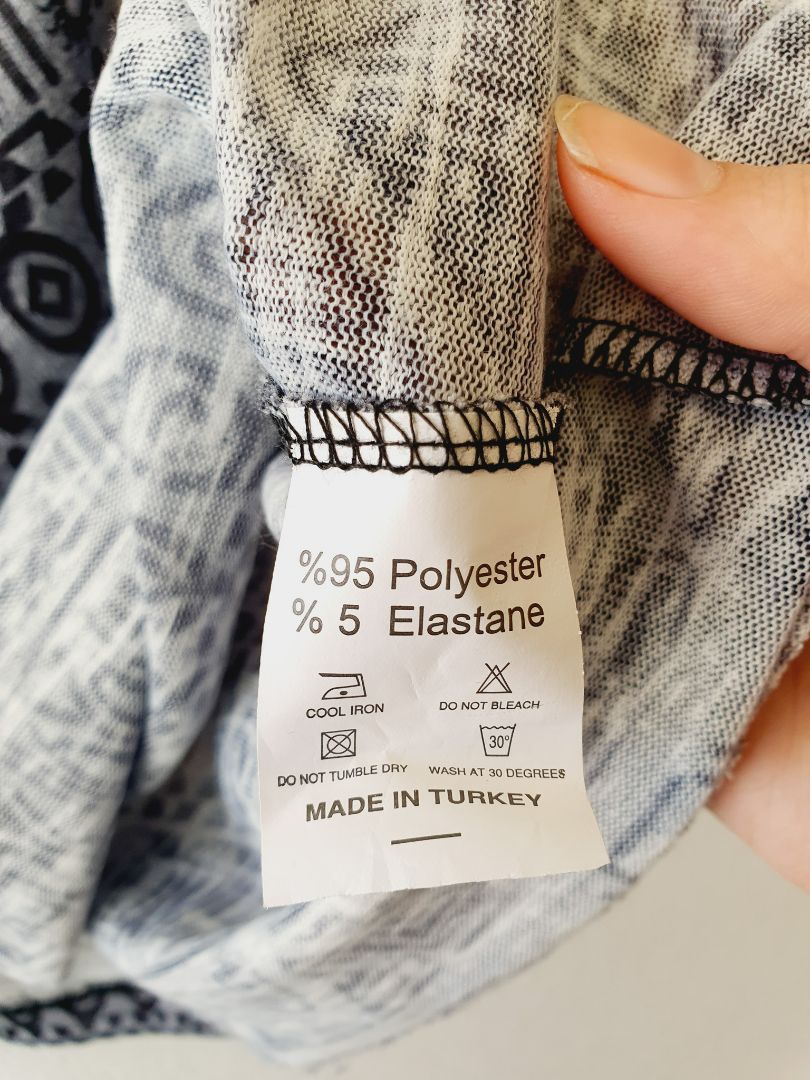 %95 Polyester
% 5 Elastane
COOL IRON
DO NOT BLEACH
30°
DO NOT TUMBLE DRY
WASH AT 30 DEGREES
MADE IN TURKEY